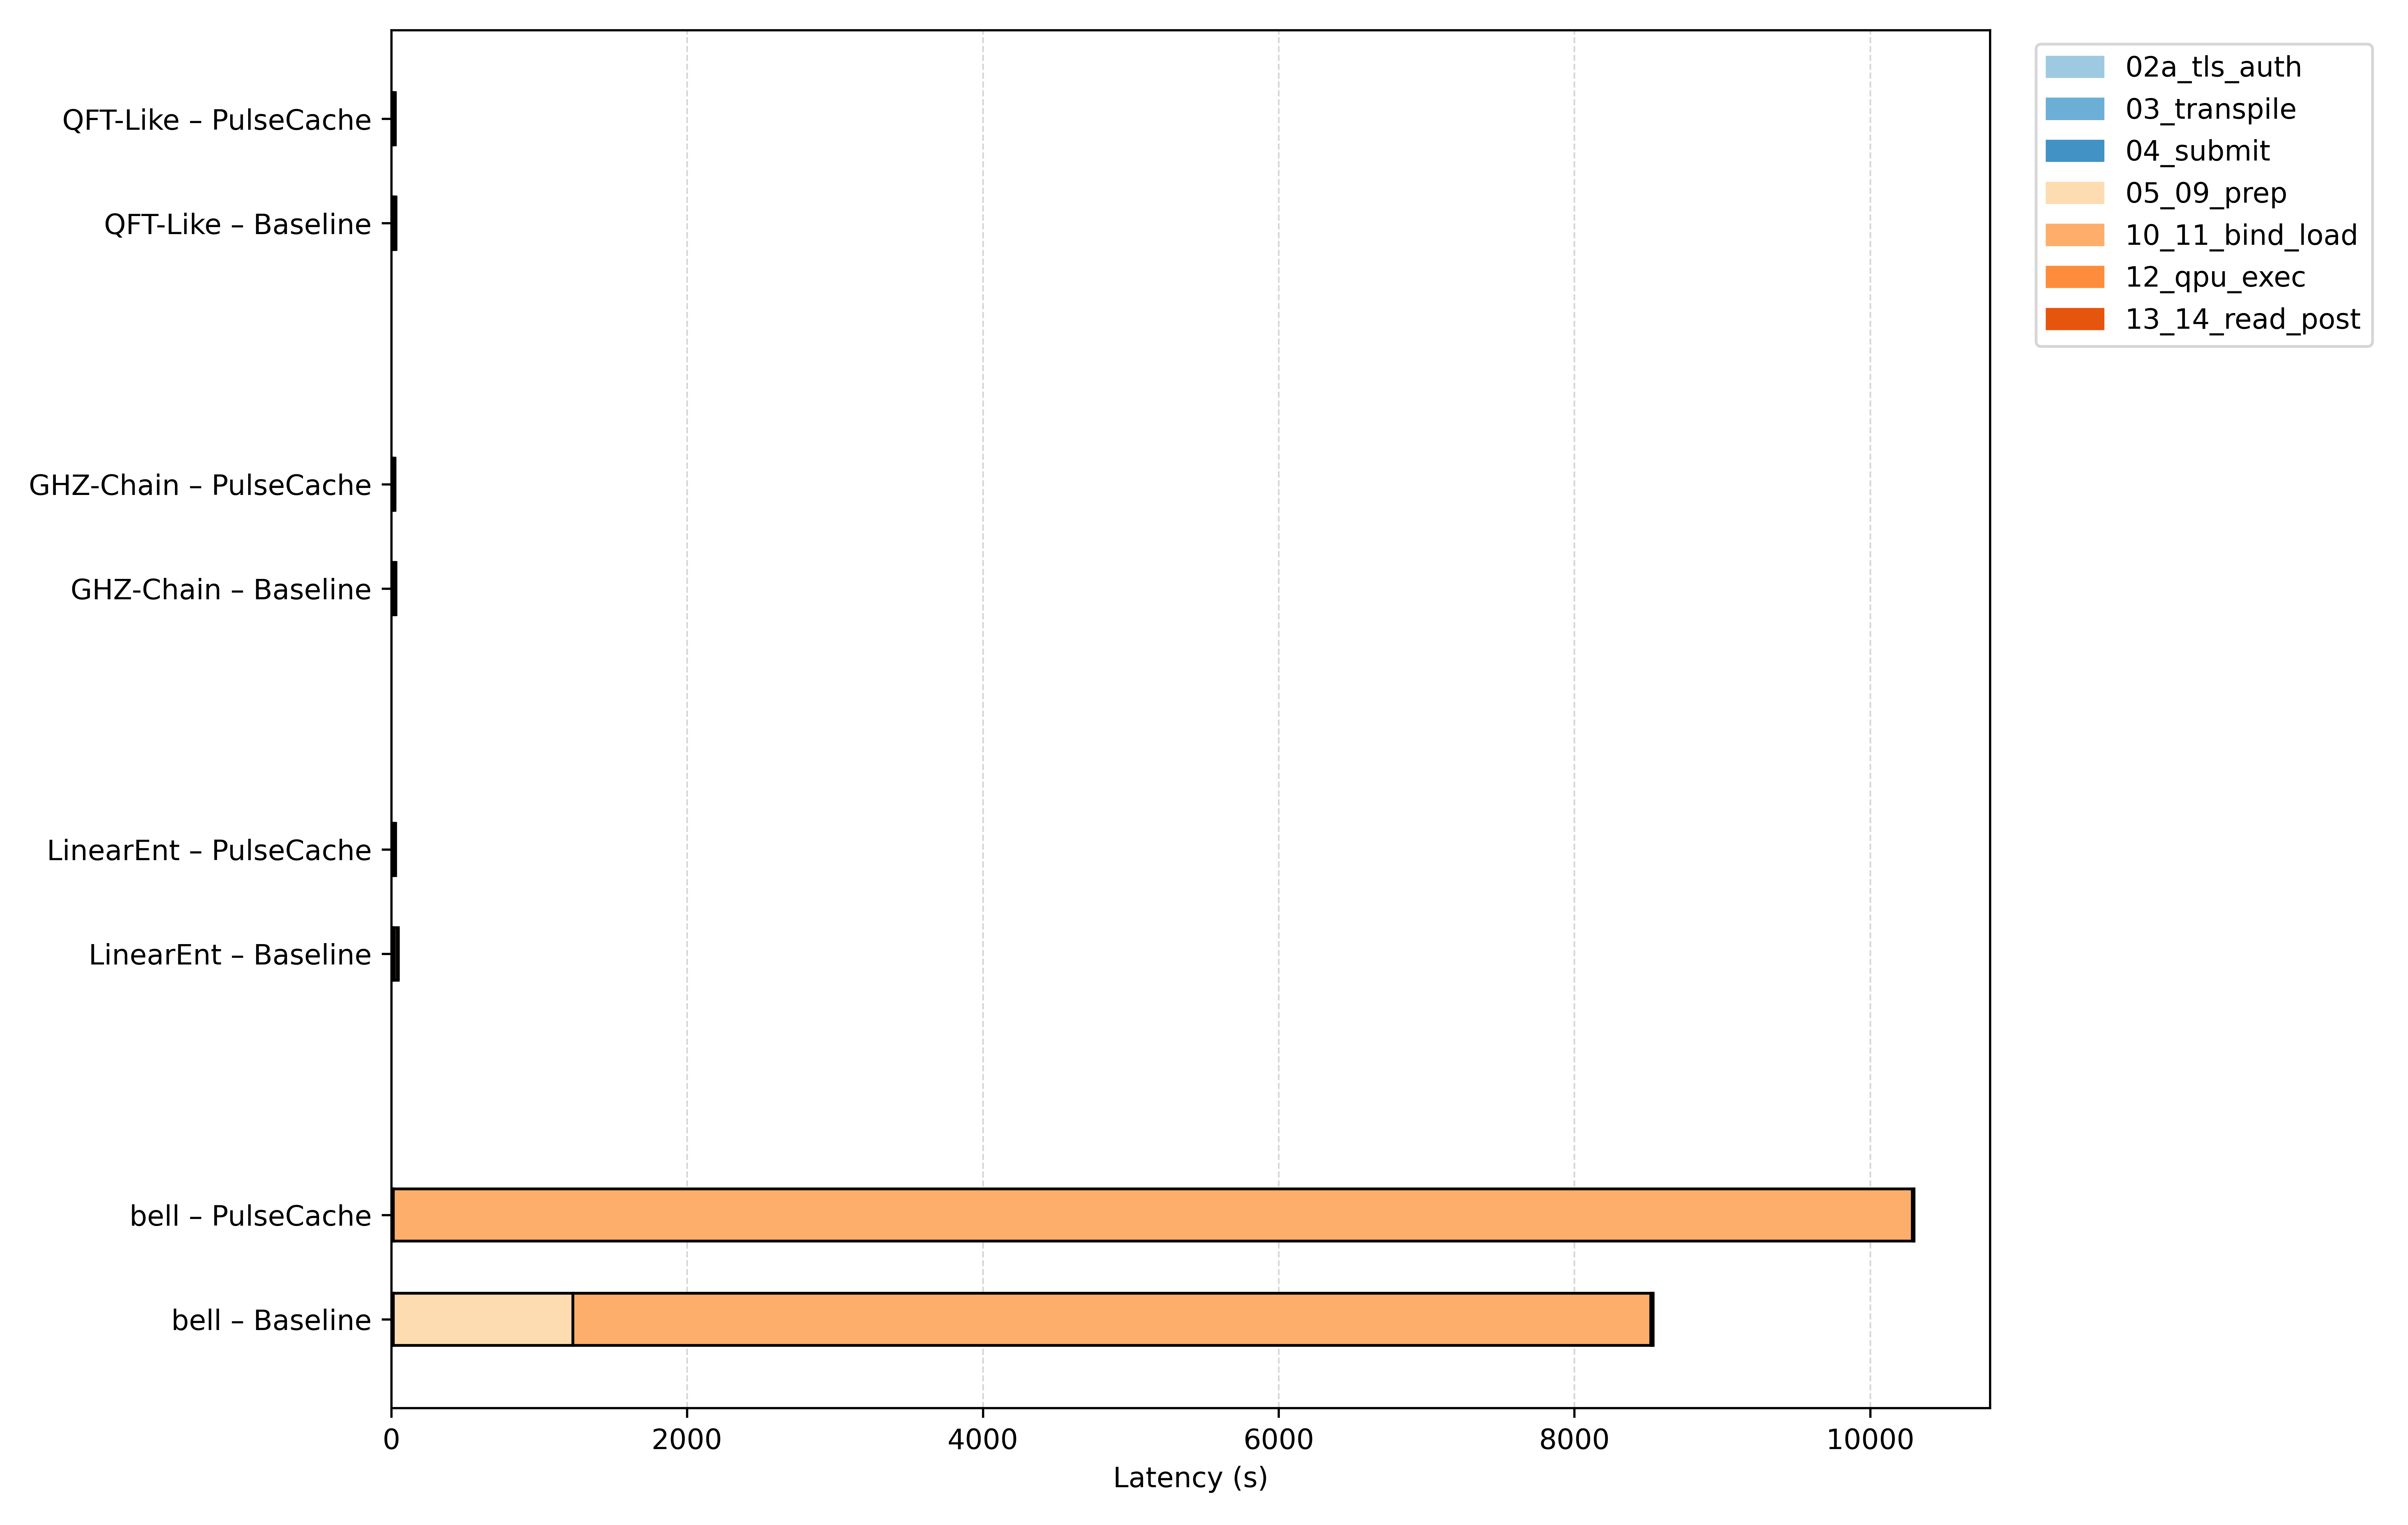 QFT-Like – PulseCache
QFT-Like – Baseline
GHZ-Chain – PulseCache
GHZ-Chain – Baseline
LinearEnt – PulseCache
LinearEnt – Baseline
bell – PulseCache
bell – Baseline
0 2000 4000 6000 8000 10000
Latency (s)
02a_tls_auth
03_transpile
04_submit
05_09_prep
10_11_bind_load
12_qpu_exec
13_14_read_post